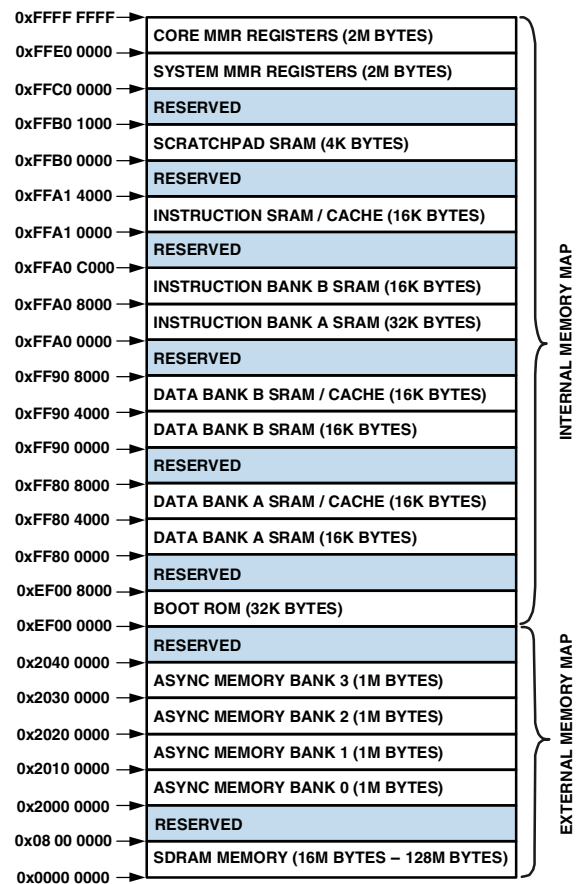 0xFFFF FFFF
CORE MMR REGISTERS (2M BYTES)
0xFFE0 0000
SYSTEM MMR REGISTERS (2M BYTES)
0xFFC0 0000
RESERVED
0xFFB0 1000
SCRATCHPAD SRAM (4K BYTES)
0xFFB0 0000
RESERVED
0xFFA1 4000
INSTRUCTION SRAM / CACHE (16K BYTES)
0xFFA1 0000
RESERVED
0xFFA0 C000
INSTRUCTION BANK B SRAM (16K BYTES)
0xFFA0 8000
INSTRUCTION BANK A SRAM (32K BYTES)
0xFFA0 0000
RESERVED
0xFF90 8000
DATA BANK B SRAM / CACHE (16K BYTES)
0xFF90 4000
DATA BANK B SRAM (16K BYTES)
0xFF90 0000
RESERVED
0xFF80 8000
DATA BANK A SRAM / CACHE (16K BYTES)
0xFF80 4000
DATA BANK A SRAM (16K BYTES)
0xFF80 0000
RESERVED
0xEF00 8000
BOOT ROM (32K BYTES)
0xEF00 0000
RESERVED
0x2040 0000
ASYNC MEMORY BANK 3 (1M BYTES)
0x2030 0000
ASYNC MEMORY BANK 2 (1M BYTES)
0x2020 0000
ASYNC MEMORY BANK 1 (1M BYTES)
0x2010 0000
ASYNC MEMORY BANK 0 (1M BYTES)
0x2000 0000
RESERVED
0x08 00 0000
SDRAM MEMORY (16M BYTES – 128M BYTES)
0x0000 0000
INTERNAL MEMORY MAP
EXTERNAL MEMORY MAP